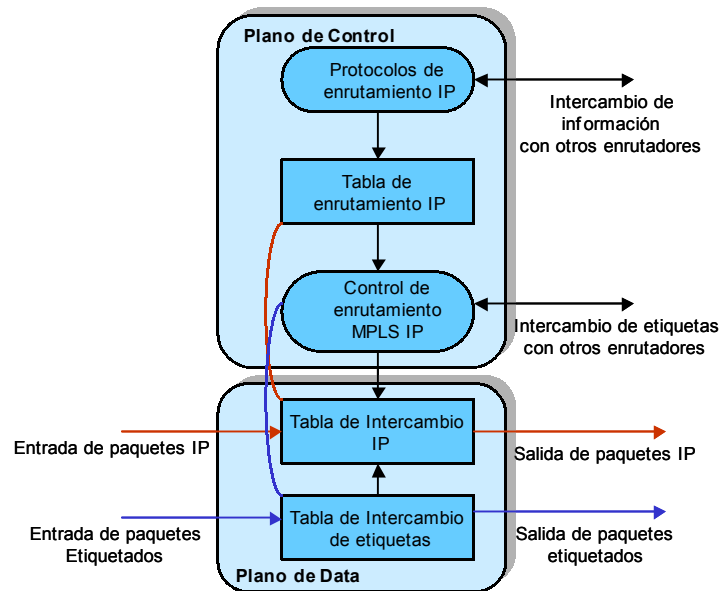 Plano de Control
Protocolos de
enrutamiento IP
Intercambio de
información
con otros enrutadores
Tabla de
enrutamiento IP
Control de
enrutamiento
MPLS IP
Intercambio de etiquetas
con otros enrutadores
Tabla de Intercambio
IP
Entrada de paquetes IP
Salida de paquetes IP
Tabla de Intercambio
de etiquetas
Entrada de paquetes
Etiquetados
Salida de paquetes
etiquetados
Plano de Data